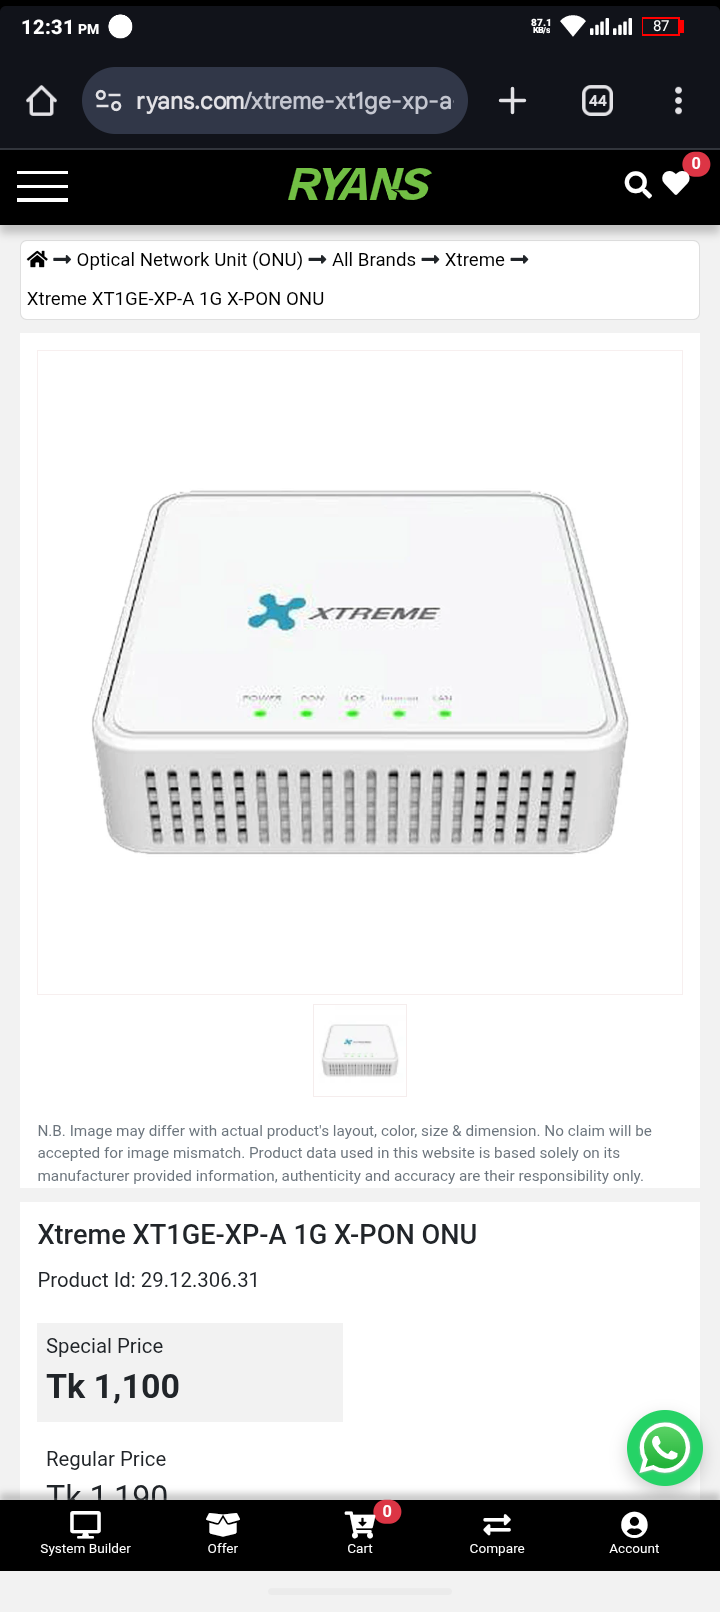 12:31 PM
87.1
KB/s
87
ryans.com/xtreme-xt1ge-xp-a
44
RYANS
0
Optical Network Unit (ONU) → All Brands → Xtreme →
Xtreme XT1GE-XP-A 1G X-PON ONU
XTREME
POWER PON LOS Internet LAN
XTREME
N.B. Image may differ with actual product's layout, color, size & dimension. No claim will be
accepted for image mismatch. Product data used in this website is based solely on its
manufacturer provided information, authenticity and accuracy are their responsibility only.
Xtreme XT1GE-XP-A 1G X-PON ONU
Product Id: 29.12.306.31
Special Price
Tk 1,100
Regular Price
Tk 1,190
0
System Builder Offer Cart Compare Account